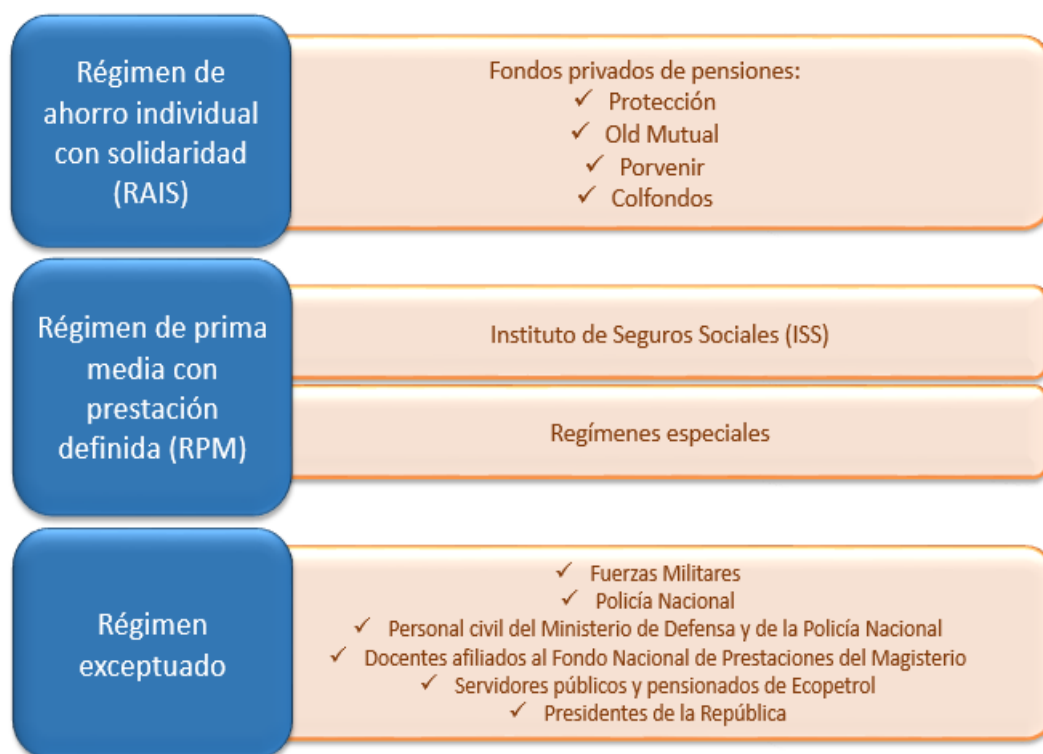 Régimen de
ahorro individual
con solidaridad
(RAIS)
Fondos privados de pensiones:
✓ Protección
✓ Old Mutual
✓ Porvenir
✓ Colfondos
Régimen de prima
media con
prestación
definida (RPM)
Instituto de Seguros Sociales (ISS)
Regímenes especiales
Régimen
exceptuado
✓ Fuerzas Militares
✓ Policía Nacional
✓ Personal civil del Ministerio de Defensa y de la Policía Nacional
✓ Docentes afiliados al Fondo Nacional de Prestaciones del Magisterio
✓ Servidores públicos y pensionados de Ecopetrol
✓ Presidentes de la República